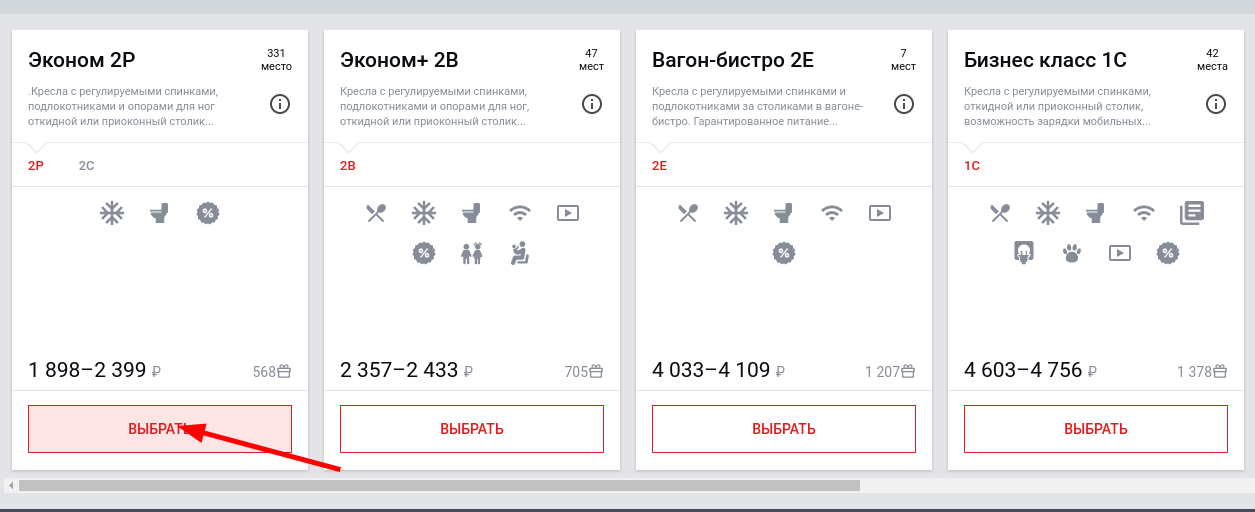 Эконом 2Р
331
место
.Кресла с регулируемыми спинками,
подлокотниками и опорами для ног
откидной или приоконный столик...
2Р 2С
%
1 898–2 399 ₽
568
ВЫБРАТЬ
Эконом+ 2В
47
мест
Кресла с регулируемыми спинками,
подлокотниками и опорами для ног,
откидной или приоконный столик...
2В
%
2 357–2 433 ₽
705
ВЫБРАТЬ
Вагон-бистро 2Е
7
мест
Кресла с регулируемыми спинками и
подлокотниками за столиками в вагоне-
бистро. Гарантированное питание...
2Е
%
4 033–4 109 ₽
1 207
ВЫБРАТЬ
Бизнес класс 1С
42
места
Кресла с регулируемыми спинками,
откидной или приоконный столик,
возможность зарядки мобильных...
1С
%
4 603–4 756 ₽
1 378
ВЫБРАТЬ